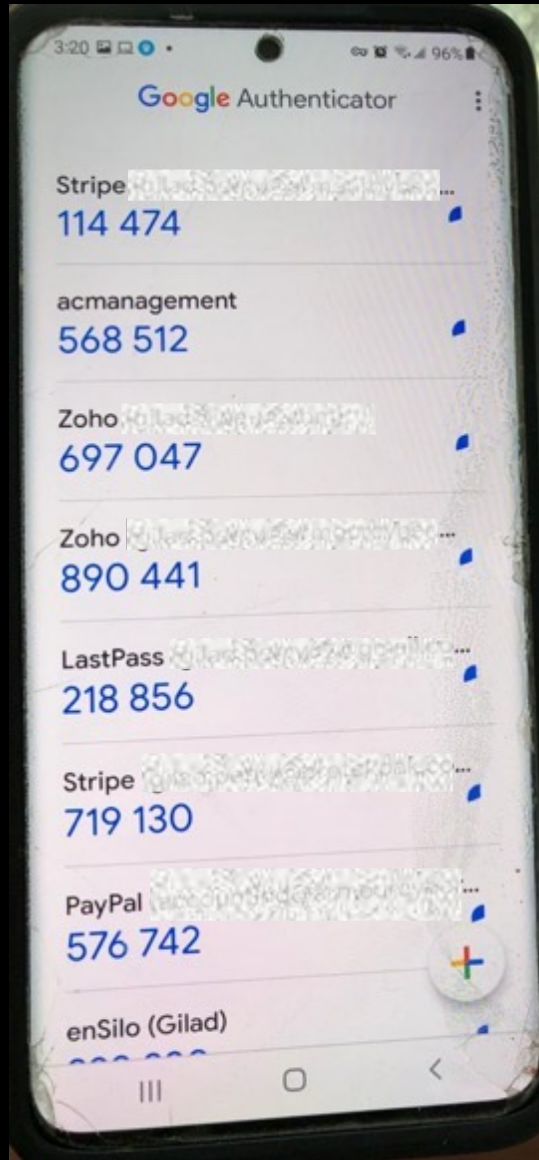 3:20
96%
Google Authenticator
Stripe ...
114 474
acmanagement
568 512
Zoho
697 047
Zoho ...
890 441
LastPass ...
218 856
Stripe ...
719 130
PayPal ...
576 742
enSilo (Gilad)